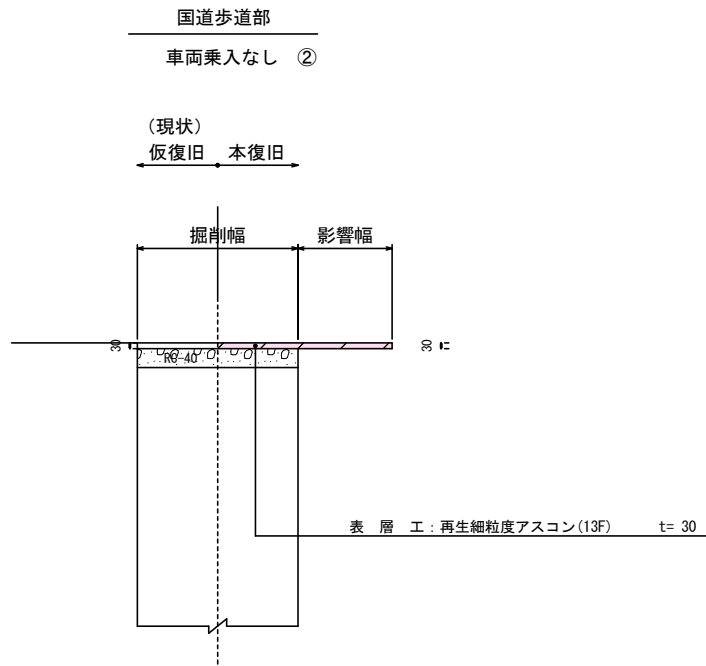 国道歩道部
車両乗入なし ②
(現状)
仮復旧 本復旧
掘削幅 影響幅
30
RC-40
30
表 層 工:再生細粒度アスコン(13F) t= 30